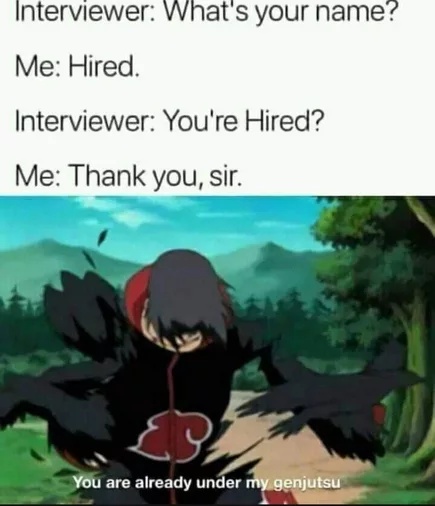 Interviewer: What's your name?
Me: Hired.
Interviewer: You're Hired?
Me: Thank you, sir.
You are already under my genjutsu